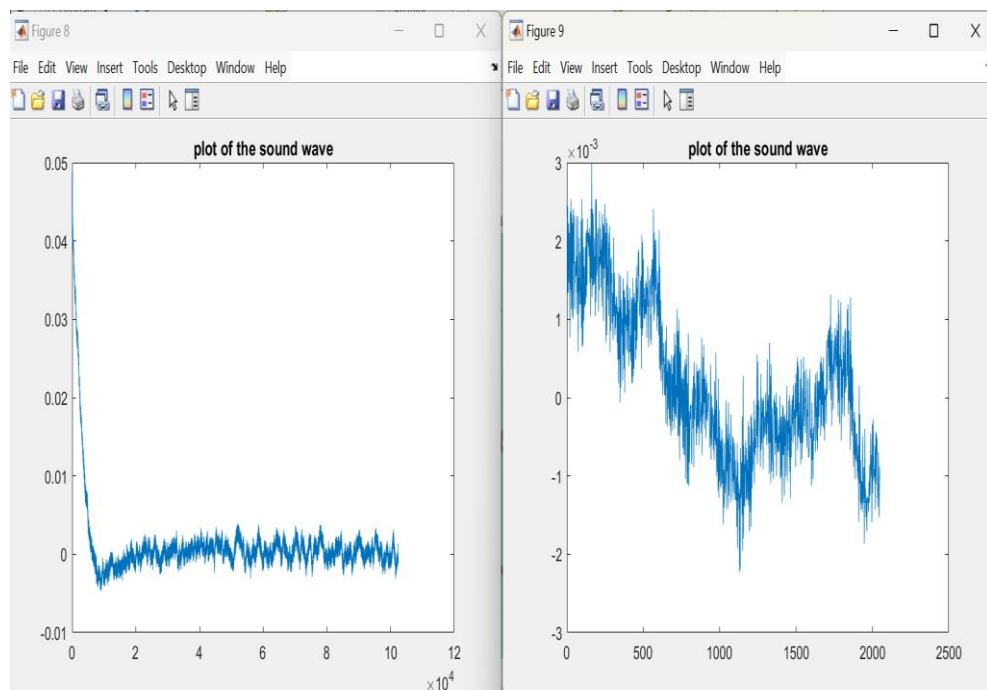 Figure 8
File Edit View Insert Tools Desktop Window Help
plot of the sound wave
0.05
0.04
0.03
0.02
0.01
0
-0.01
0 2 4 6 8 10 12
×10^4
Figure 9
File Edit View Insert Tools Desktop Window Help
×10^-3
plot of the sound wave
3
2
1
0
-1
-2
-3
0 500 1000 1500 2000 2500